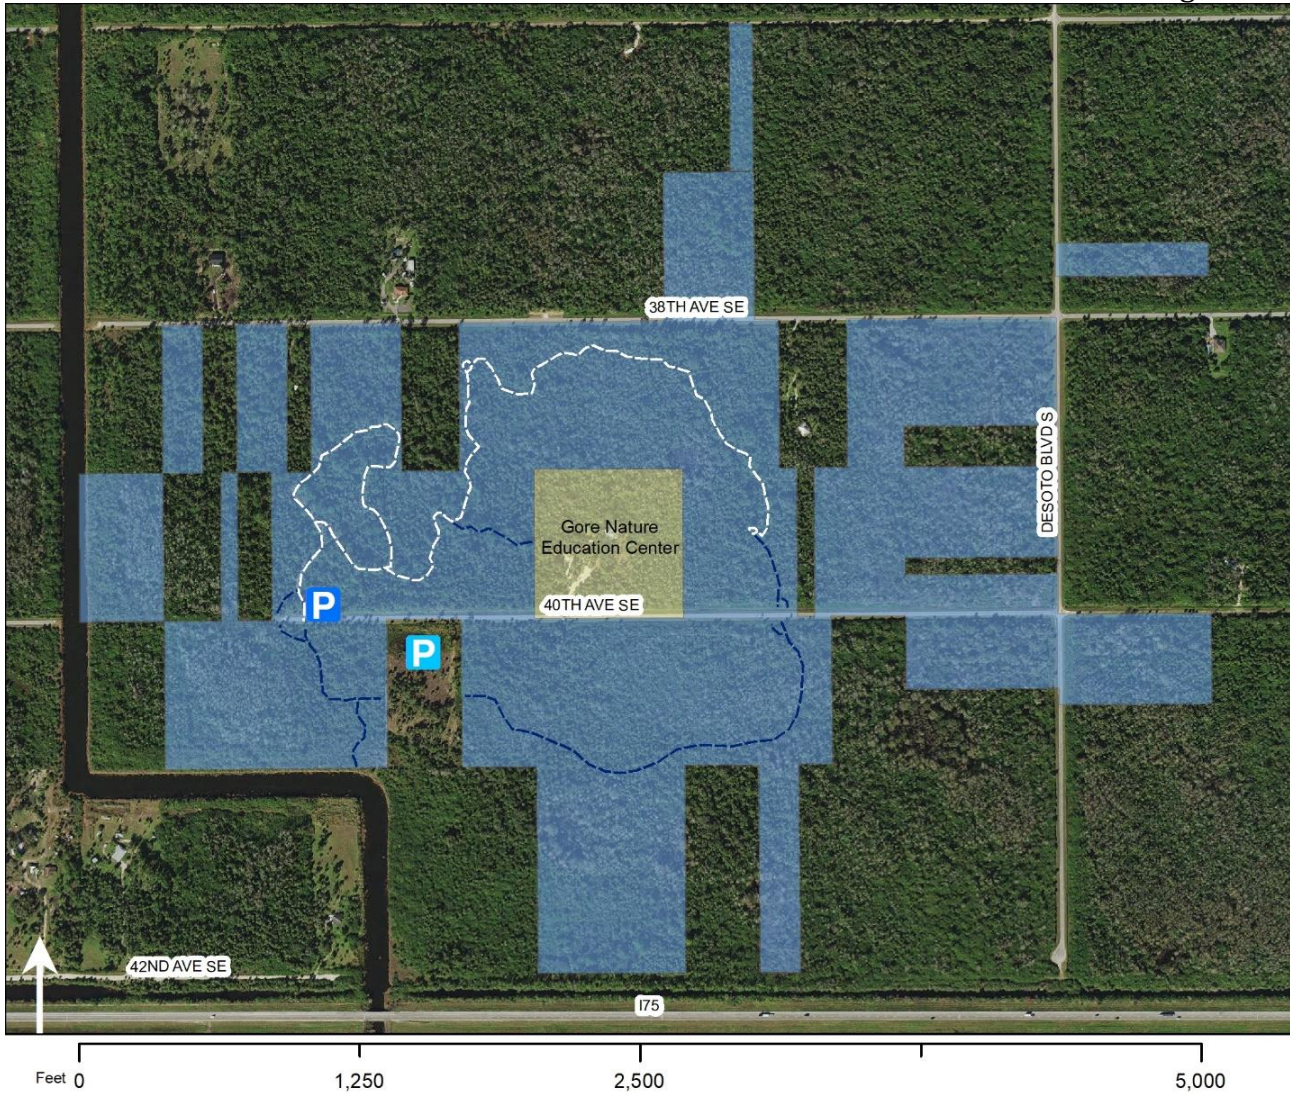 38TH AVE SE
DESOTO BLVD S
Gore Nature
Education Center
40TH AVE SE
P
P
42ND AVE SE
I75
Feet 0 1,250 2,500 5,000